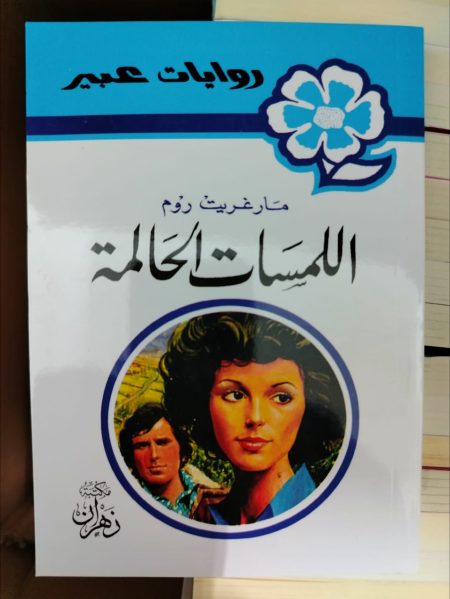 روايات عبير
مارغريت روم
اللمسات الحالمة
مكتبة
زهران